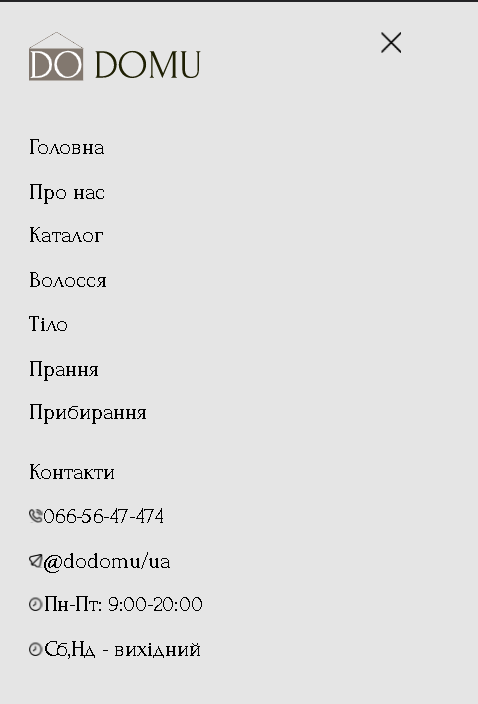 DO DOMU
Головна
Про нас
Каталог
Волосся
Тіло
Прання
Прибирання
Контакти
066-56-47-474
@dodomu/ua
Пн-Пт: 9:00-20:00
Сб,Нд - вихідний